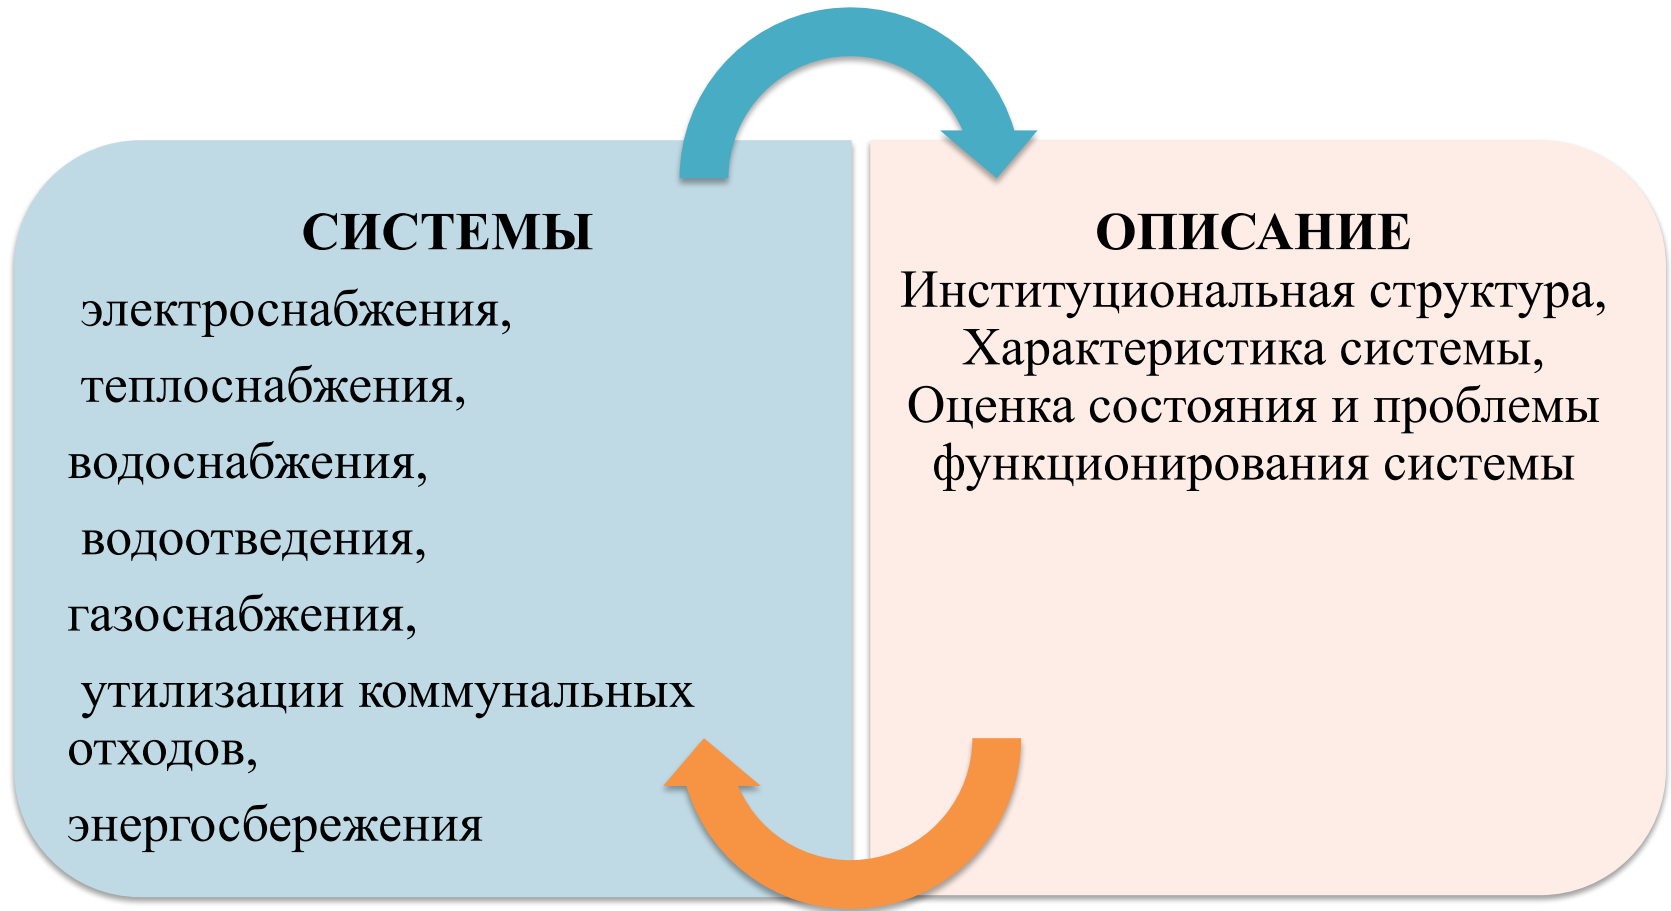 СИСТЕМЫ
электроснабжения,
теплоснабжения,
водоснабжения,
водоотведения,
газоснабжения,
утилизации коммунальных
отходов,
энергосбережения
ОПИСАНИЕ
Институциональная структура,
Характеристика системы,
Оценка состояния и проблемы
функционирования системы